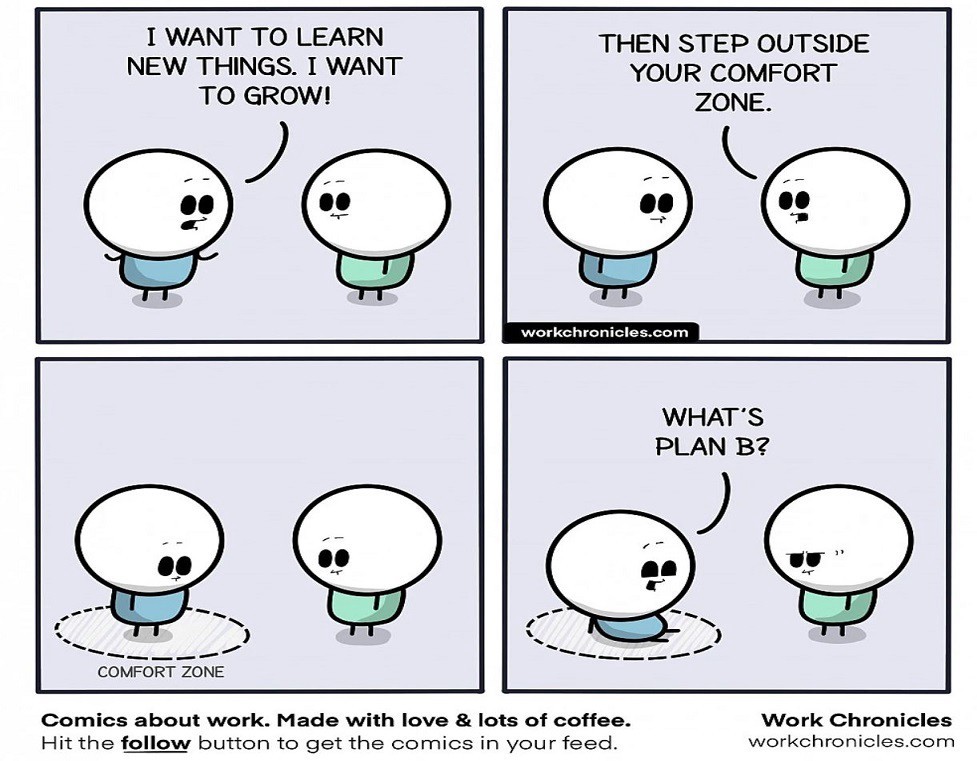 I WANT TO LEARN
NEW THINGS. I WANT
TO GROW!
THEN STEP OUTSIDE
YOUR COMFORT
ZONE.
workchronicles.com
COMFORT ZONE
WHAT'S
PLAN B?
Comics about work. Made with love & lots of coffee.
Hit the follow button to get the comics in your feed.
Work Chronicles
workchronicles.com